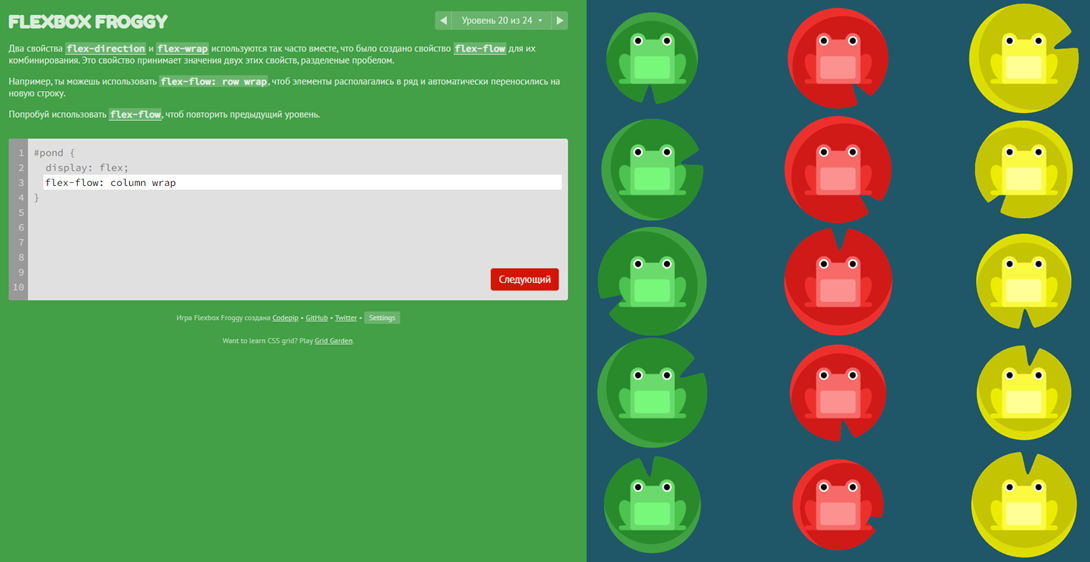 FLEXBOX FROGGY
Уровень 20 из 24
Два свойства flex-direction и flex-wrap используются так часто вместе, что было создано свойство flex-flow для их
комбинирования. Это свойство принимает значения двух этих свойств, разделеные пробелом.
Например, ты можешь использовать flex-flow: row wrap, чтоб элементы располагались в ряд и автоматически переносились на
новую строку.
Попробуй использовать flex-flow, чтоб повторить предыдущий уровень.
1 #pond {
2 display: flex;
3 flex-flow: column wrap
4 }
5
6
7
8
9
10
Следующий
Игра Flexbox Froggy создана Codepip • GitHub • Twitter • Settings
Want to learn CSS grid? Play Grid Garden.